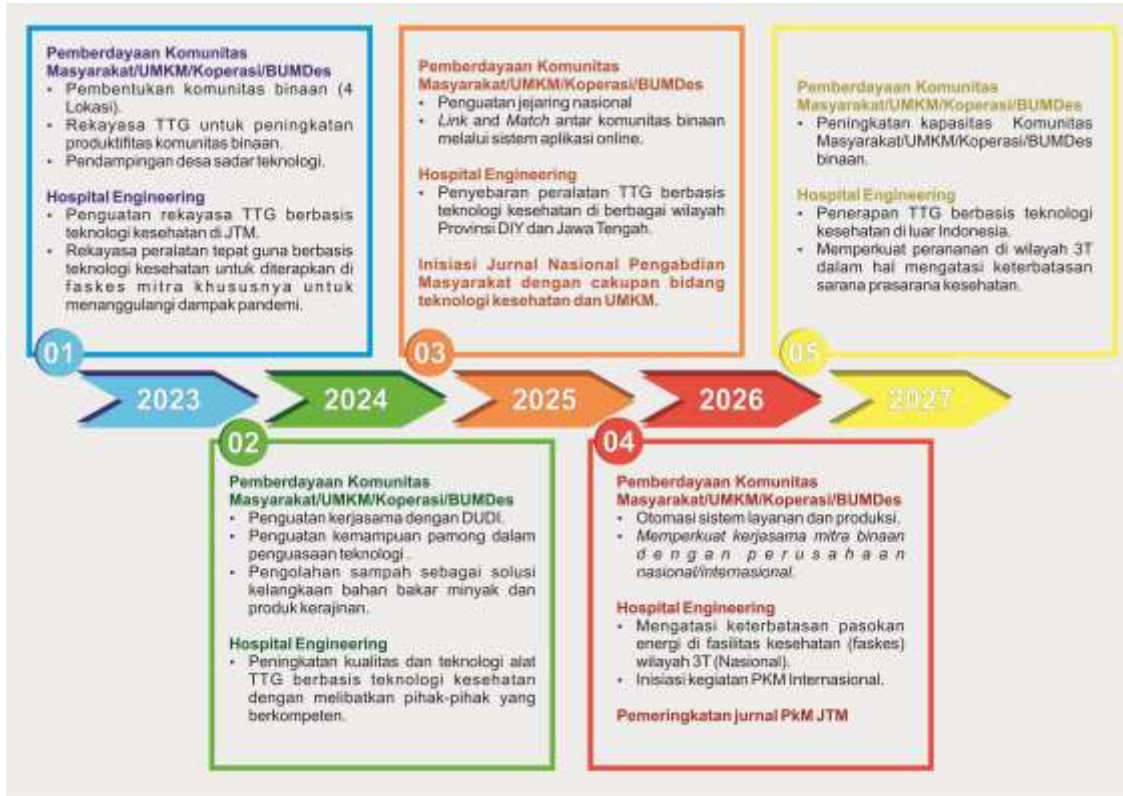 Pemberdayaan Komunitas
Masyarakat/UMKM/Koperasi/BUMDes
• Pembentukan komunitas binaan (4
Lokasi).
• Rekayasa TTG untuk peningkatan
produktifitas komunitas binaan.
• Pendampingan desa sadar teknologi.
Hospital Engineering
• Penguatan rekayasa TTG berbasis
teknologi kesehatan di JTM.
• Rekayasa peralatan tepat guna berbasis
teknologi kesehatan untuk diterapkan di
faskes mitra khususnya untuk
menanggulangi dampak pandemi.
01
Pemberdayaan Komunitas
Masyarakat/UMKM/Koperasi/BUMDes
• Penguatan jejaring nasional
• Link and Match antar komunitas binaan
melalui sistem aplikasi online.
Hospital Engineering
• Penyebaran peralatan TTG berbasis
teknologi kesehatan di berbagai wilayah
Provinsi DIY dan Jawa Tengah.
Inisiasi Jurnal Nasional Pengabdian
Masyarakat dengan cakupan bidang
teknologi kesehatan dan UMKM.
03
Pemberdayaan Komunitas
Masyarakat/UMKM/Koperasi/BUMDes
• Peningkatan kapasitas Komunitas
Masyarakat/UMKM/Koperasi/BUMDes
binaan.
Hospital Engineering
• Penerapan TTG berbasis teknologi
kesehatan di luar Indonesia.
• Memperkuat perananan di wilayah 3T
dalam hal mengatasi keterbatasan
sarana prasarana kesehatan.
05
2023
2024
2025
2026
2027
02
Pemberdayaan Komunitas
Masyarakat/UMKM/Koperasi/BUMDes
• Penguatan kerjasama dengan DUDI.
• Penguatan kemampuan pamong dalam
penguasaan teknologi .
• Pengolahan sampah sebagai solusi
kelangkaan bahan bakar minyak dan
produk kerajinan.
Hospital Engineering
• Peningkatan kualitas dan teknologi alat
TTG berbasis teknologi kesehatan
dengan melibatkan pihak-pihak yang
berkompeten.
04
Pemberdayaan Komunitas
Masyarakat/UMKM/Koperasi/BUMDes
• Otomasi sistem layanan dan produksi.
• Memperkuat kerjasama mitra binaan
dengan perusahaan
nasional/internasional.
Hospital Engineering
• Mengatasi keterbatasan pasokan
energi di fasilitas kesehatan (faskes)
wilayah 3T (Nasional).
• Inisiasi kegiatan PKM Internasional.
Pemeringkatan jurnal PkM JTM